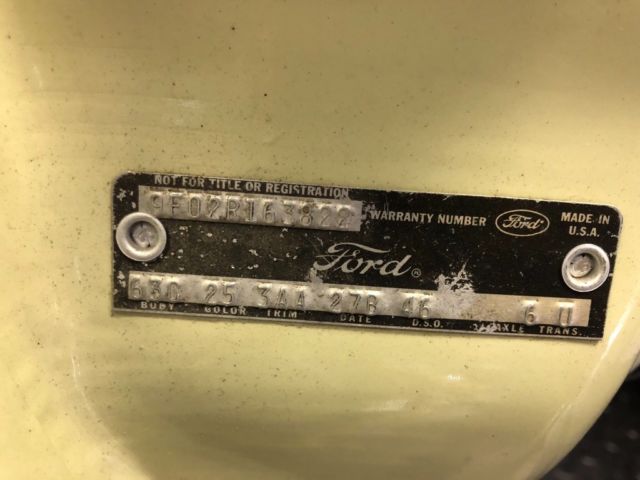 NOT FOR TITLE OR REGISTRATION
9F02R163822 WARRANTY NUMBER Ford MADE IN
U.S.A.
Ford®
25 3AA 27B 46 6 U
BODY COLOR TRIM DATE D.S.O. AXLE TRANS.